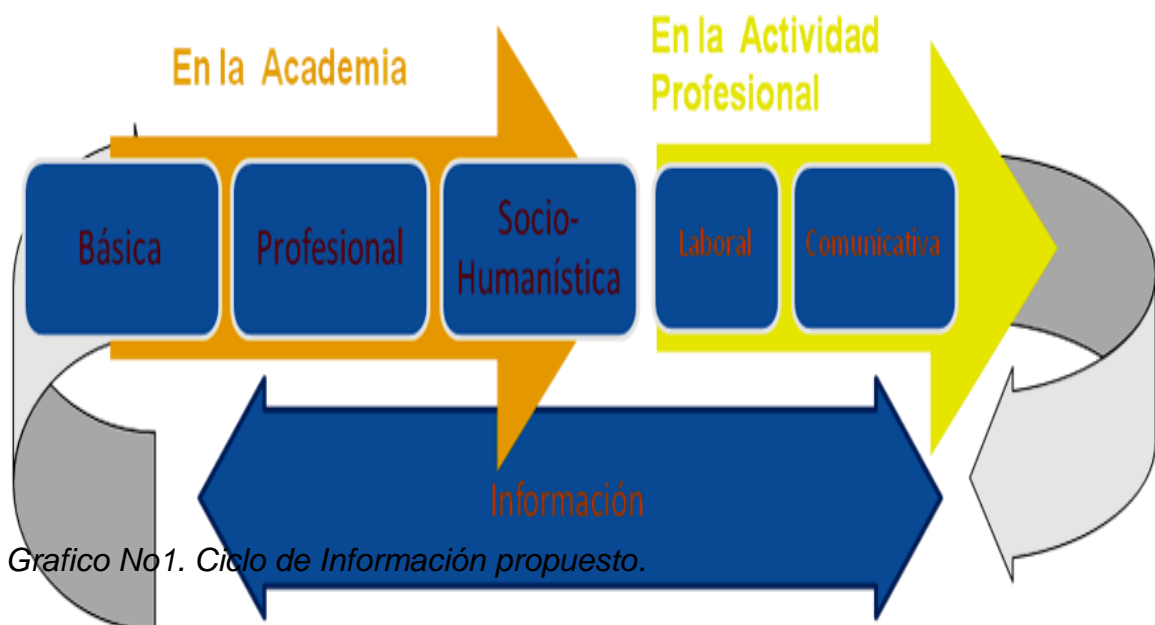 En la Academia
En la Actividad
Profesional
Básica
Profesional
Socio-
Humanística
Laboral
Comunicativa
Información
Grafico No1. Ciclo de Información propuesto.